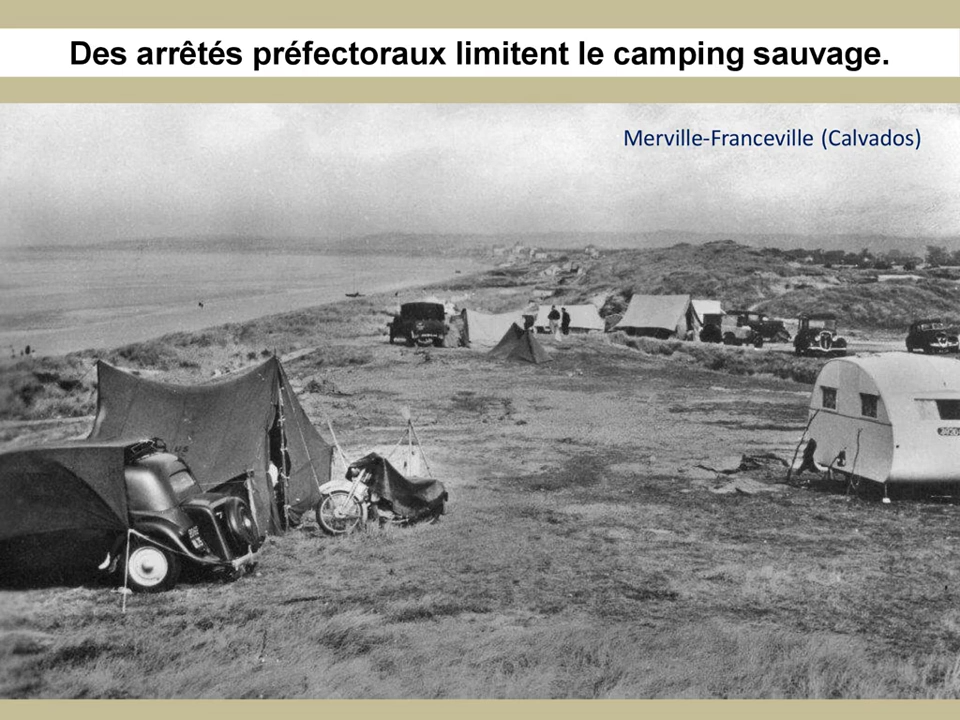 Des arrêtés préfectoraux limitent le camping sauvage.
Merville-Franceville (Calvados)